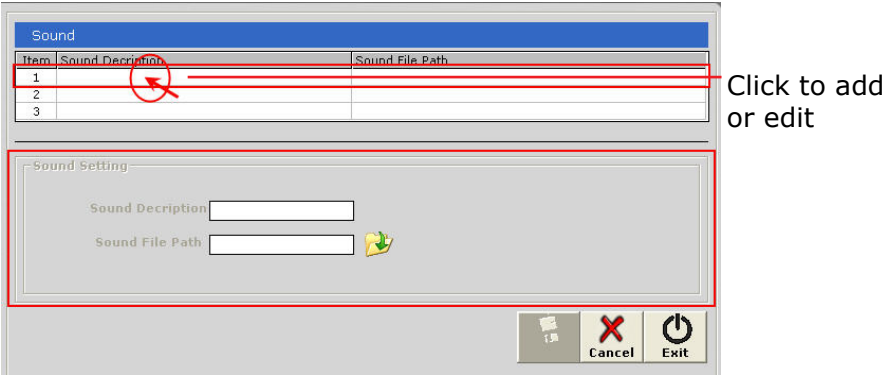 Sound
Item Sound Decription Sound File Path
1
2
3
Click to add
or edit
Sound Setting
Sound Decription
Sound File Path
Cancel
Exit